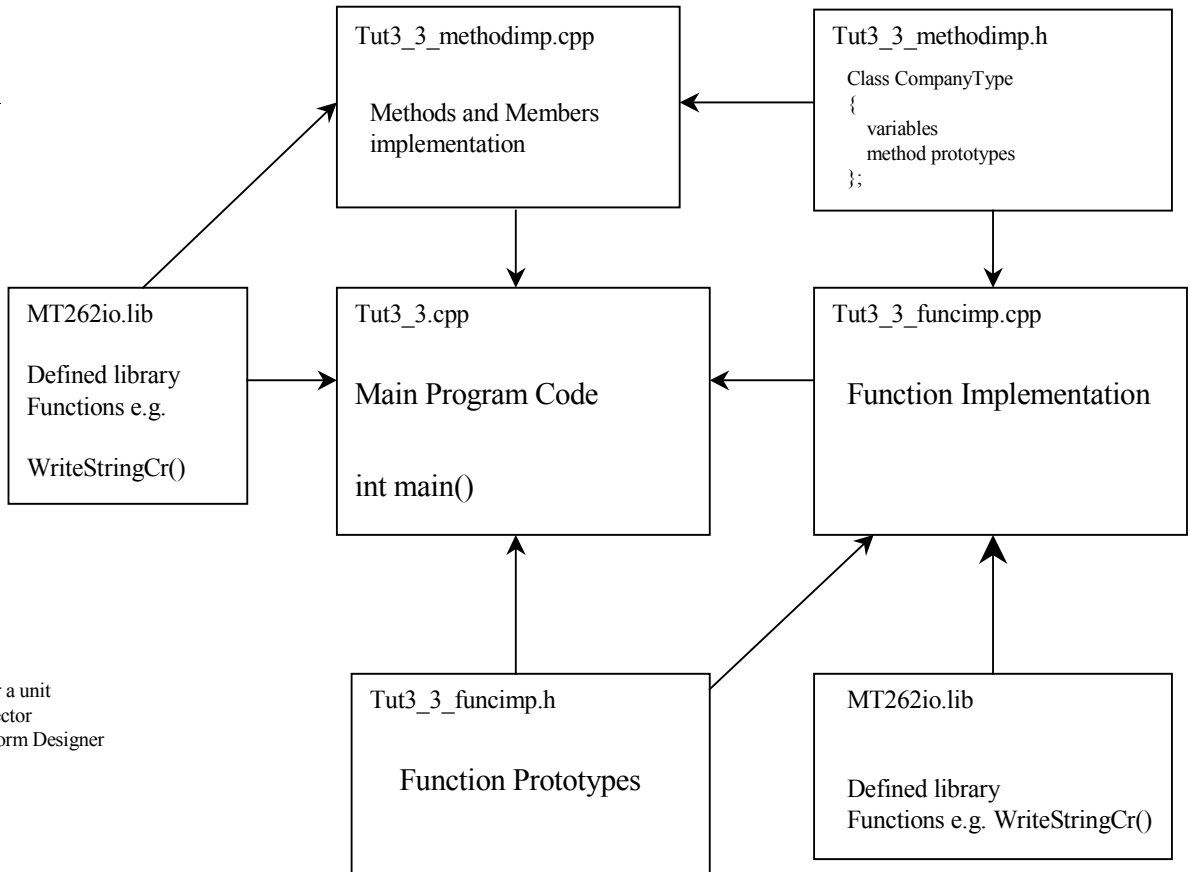 Tut3_3_methodimp.cpp
Methods and Members
implementation
Tut3_3_methodimp.h
Class CompanyType
{
variables
method prototypes
};
MT262io.lib
Defined library
Functions e.g.
WriteStringCr()
Tut3_3.cpp
Main Program Code
int main()
Tut3_3_funcimp.cpp
Function Implementation
a unit
ector
orm Designer
Tut3_3_funcimp.h
Function Prototypes
MT262io.lib
Defined library
Functions e.g. WriteStringCr()